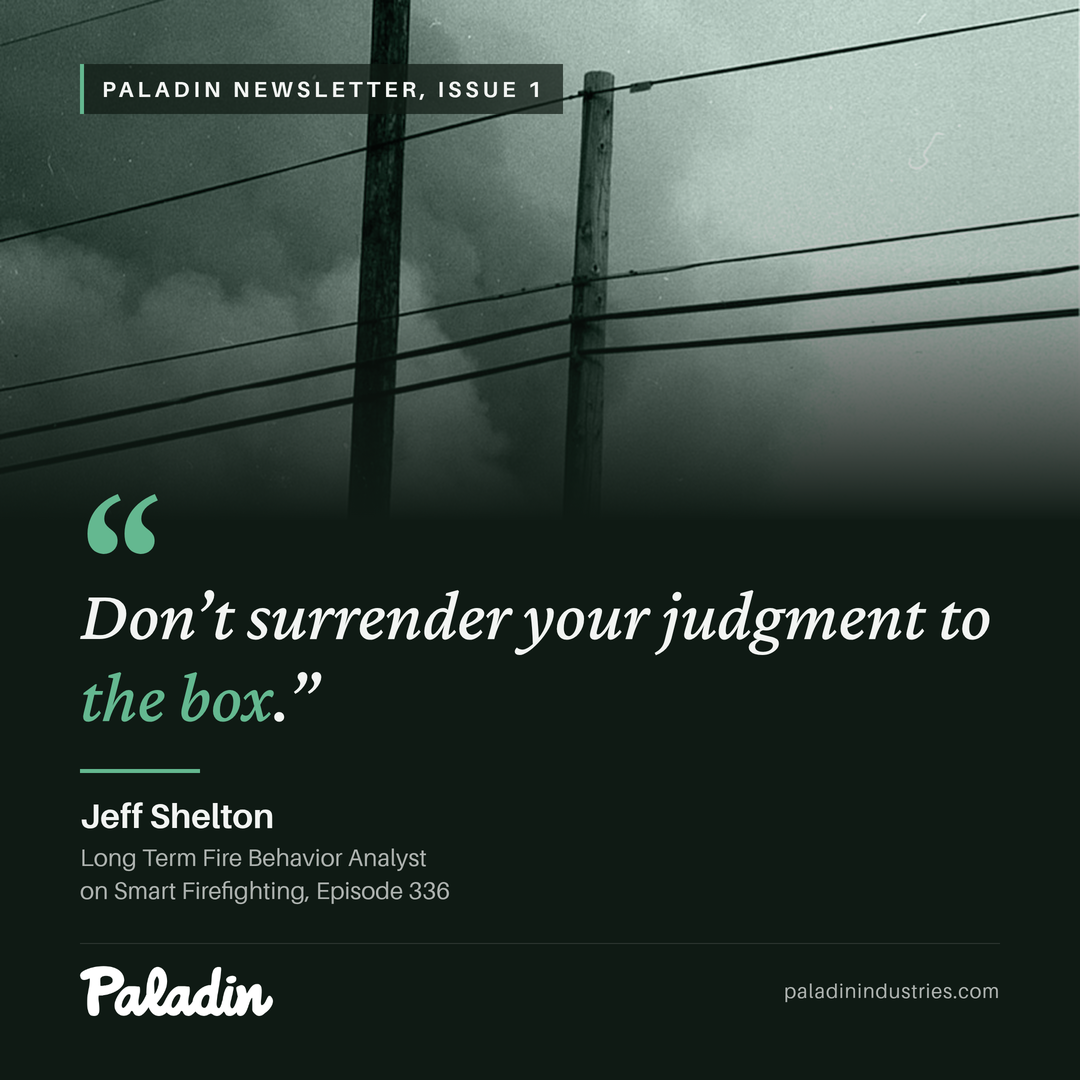 PALADIN NEWSLETTER, ISSUE 1
“
Don’t surrender your judgment to
the box.”
Jeff Shelton
Long Term Fire Behavior Analyst
on Smart Firefighting, Episode 336
Paladin
paladinindustries.com